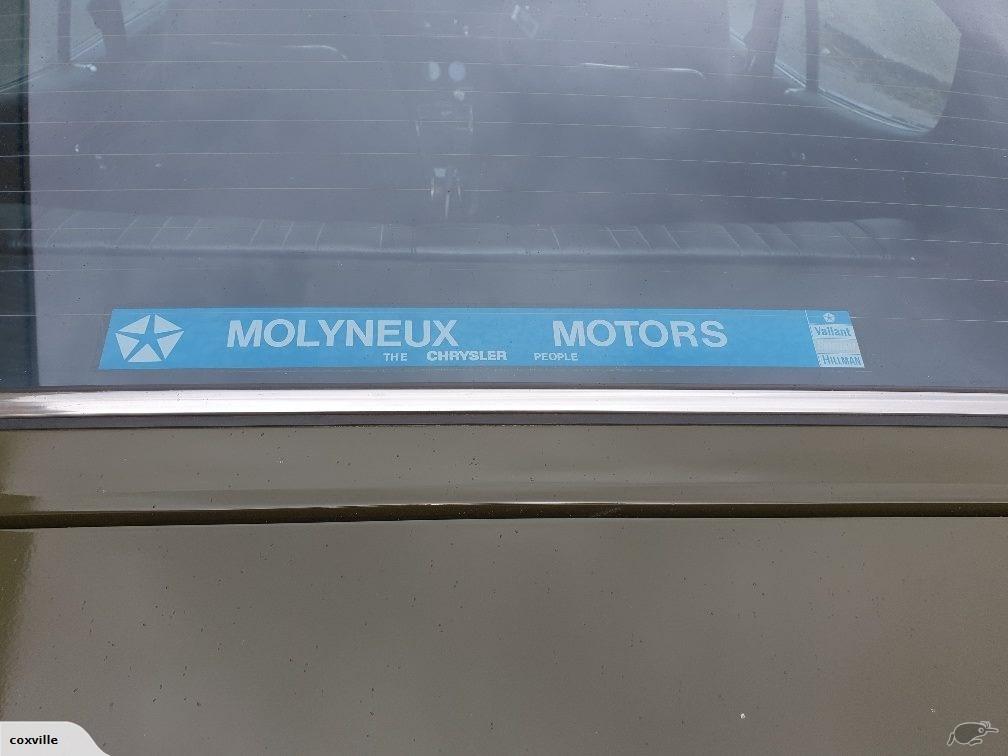 MOLYNEUX MOTORS
THE CHRYSLER PEOPLE
Valiant
HILLMAN
coxville